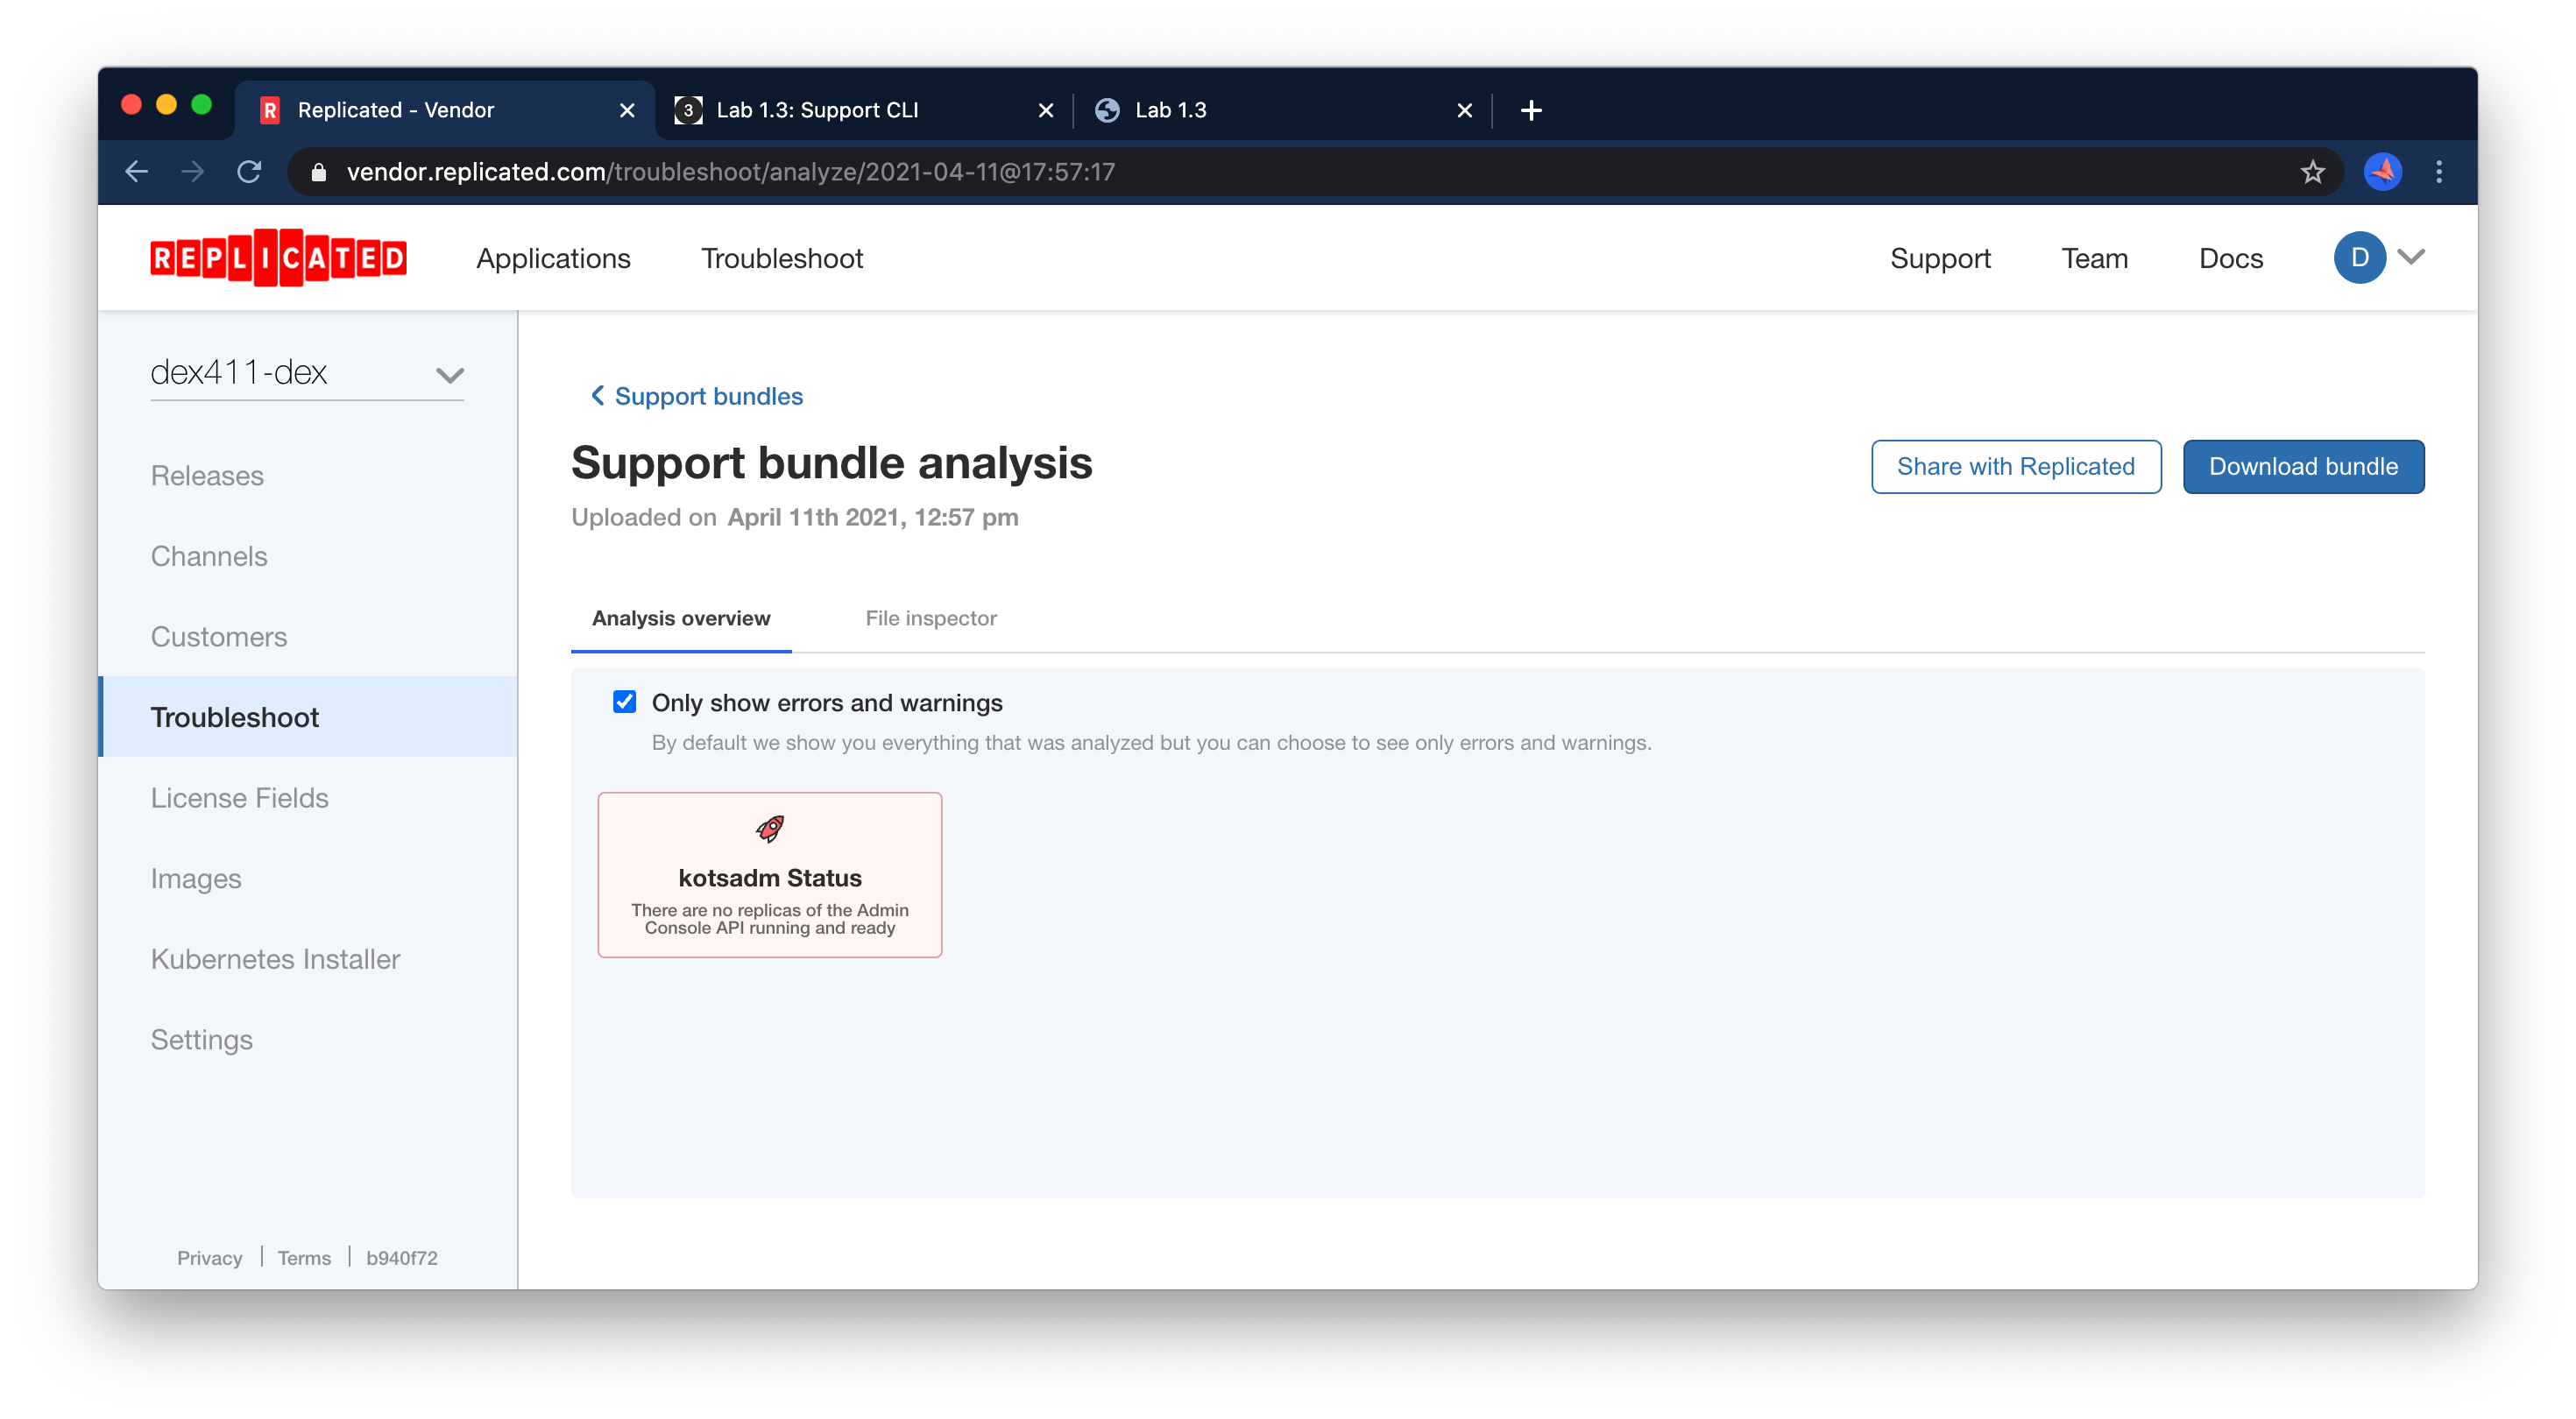 Replicated - Vendor
3 Lab 1.3: Support CLI
Lab 1.3
vendor.replicated.com/troubleshoot/analyze/2021-04-11@17:57:17
REPLICATED
Applications
Troubleshoot
Support
Team
Docs
D
dex411-dex
Releases
Channels
Customers
Troubleshoot
License Fields
Images
Kubernetes Installer
Settings
Privacy | Terms | b940f72
Support bundles
Support bundle analysis
Uploaded on April 11th 2021, 12:57 pm
Share with Replicated
Download bundle
Analysis overview
File inspector
Only show errors and warnings
By default we show you everything that was analyzed but you can choose to see only errors and warnings.
kotsadm Status
There are no replicas of the Admin
Console API running and ready